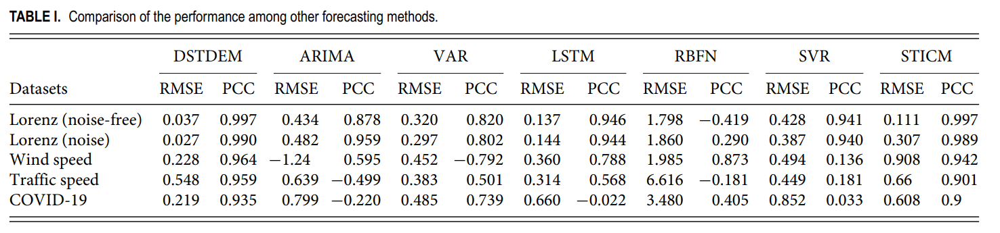 TABLE I. Comparison of the performance among other forecasting methods.
DSTDEM ARIMA VAR LSTM RBFN SVR STICM
Datasets RMSE PCC RMSE PCC RMSE PCC RMSE PCC RMSE PCC RMSE PCC RMSE PCC
Lorenz (noise-free) 0.037 0.997 0.434 0.878 0.320 0.820 0.137 0.946 1.798 −0.419 0.428 0.941 0.111 0.997
Lorenz (noise) 0.027 0.990 0.482 0.959 0.297 0.802 0.144 0.944 1.860 0.290 0.387 0.940 0.307 0.989
Wind speed 0.228 0.964 −1.24 0.595 0.452 −0.792 0.360 0.788 1.985 0.873 0.494 0.136 0.908 0.942
Traffic speed 0.548 0.959 0.639 −0.499 0.383 0.501 0.314 0.568 6.616 −0.181 0.449 0.181 0.66 0.901
COVID-19 0.219 0.935 0.799 −0.220 0.485 0.739 0.660 −0.022 3.480 0.405 0.852 0.033 0.608 0.9